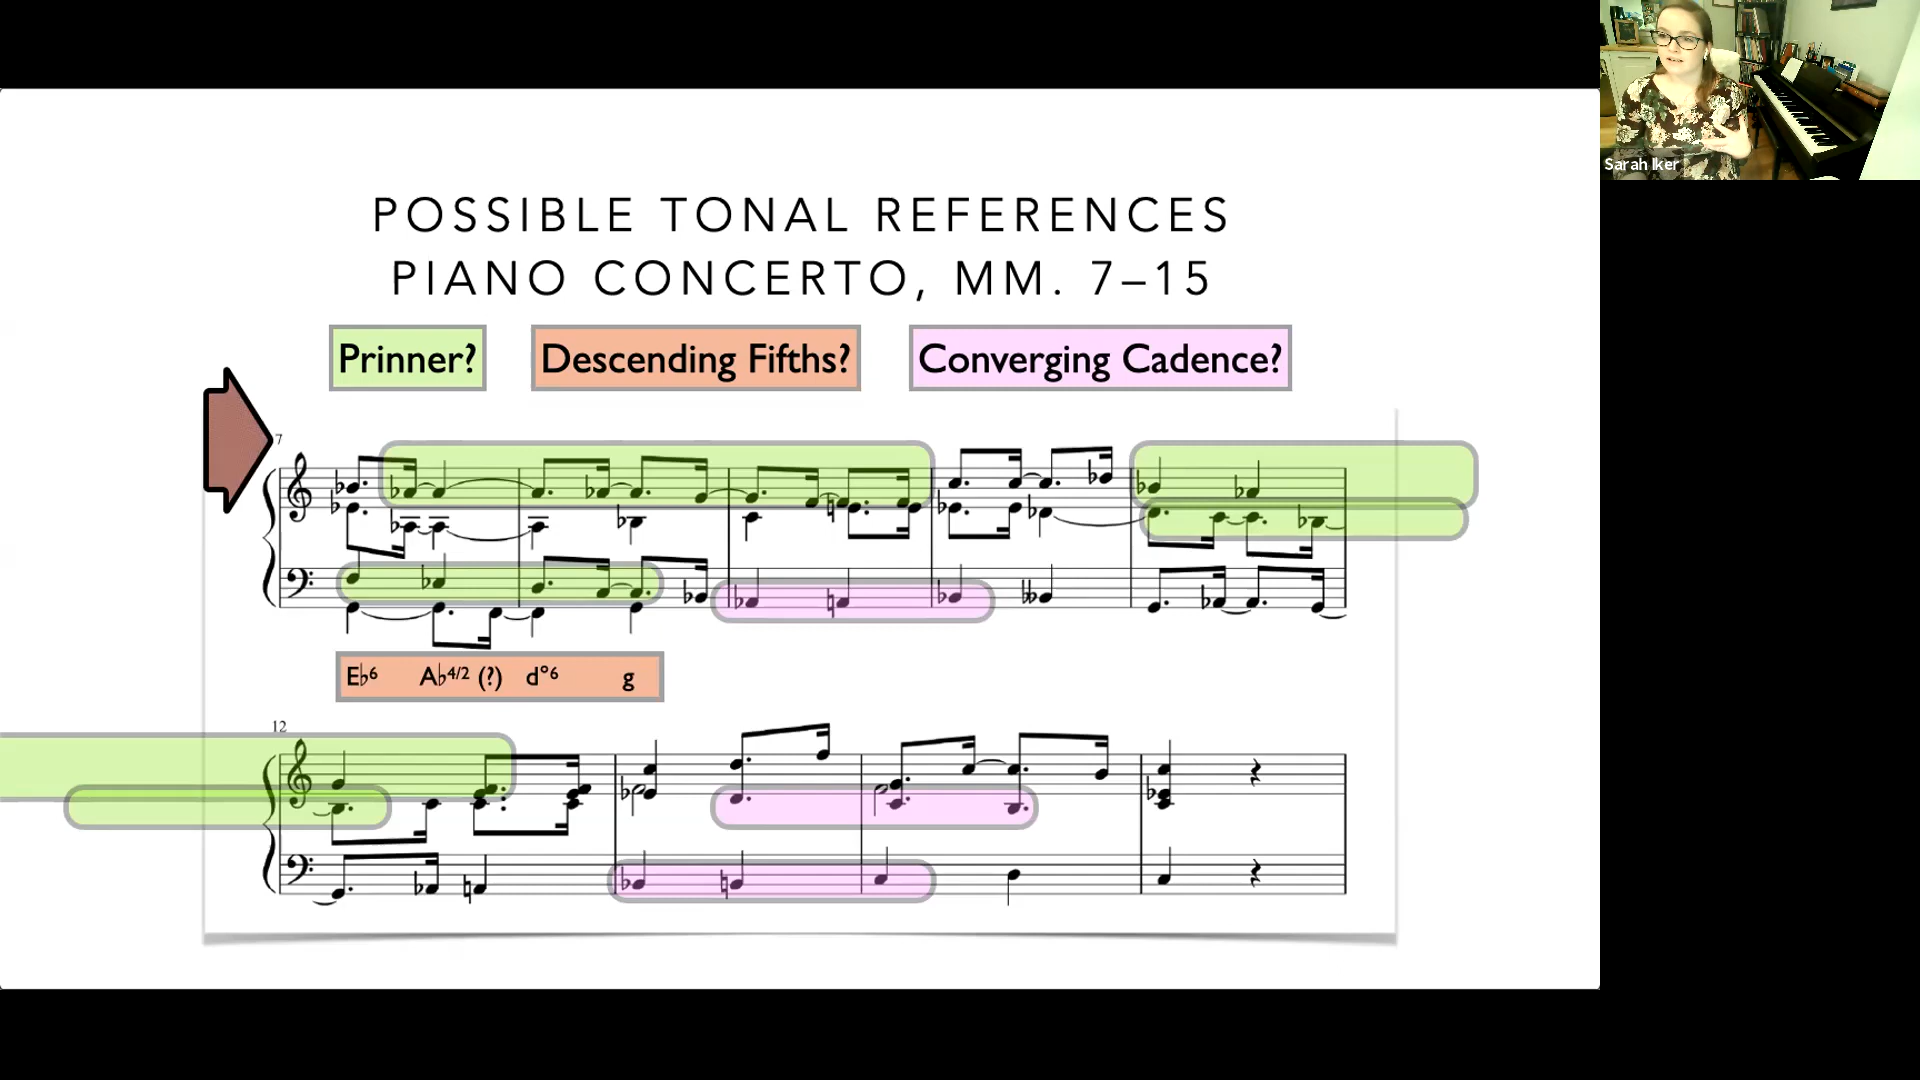 Sarah Iker
POSSIBLE TONAL REFERENCES
PIANO CONCERTO, MM. 7–15
Prinner?
Descending Fifths?
Converging Cadence?
7
E♭⁶ A♭⁴/² (?) d°⁶ g
12